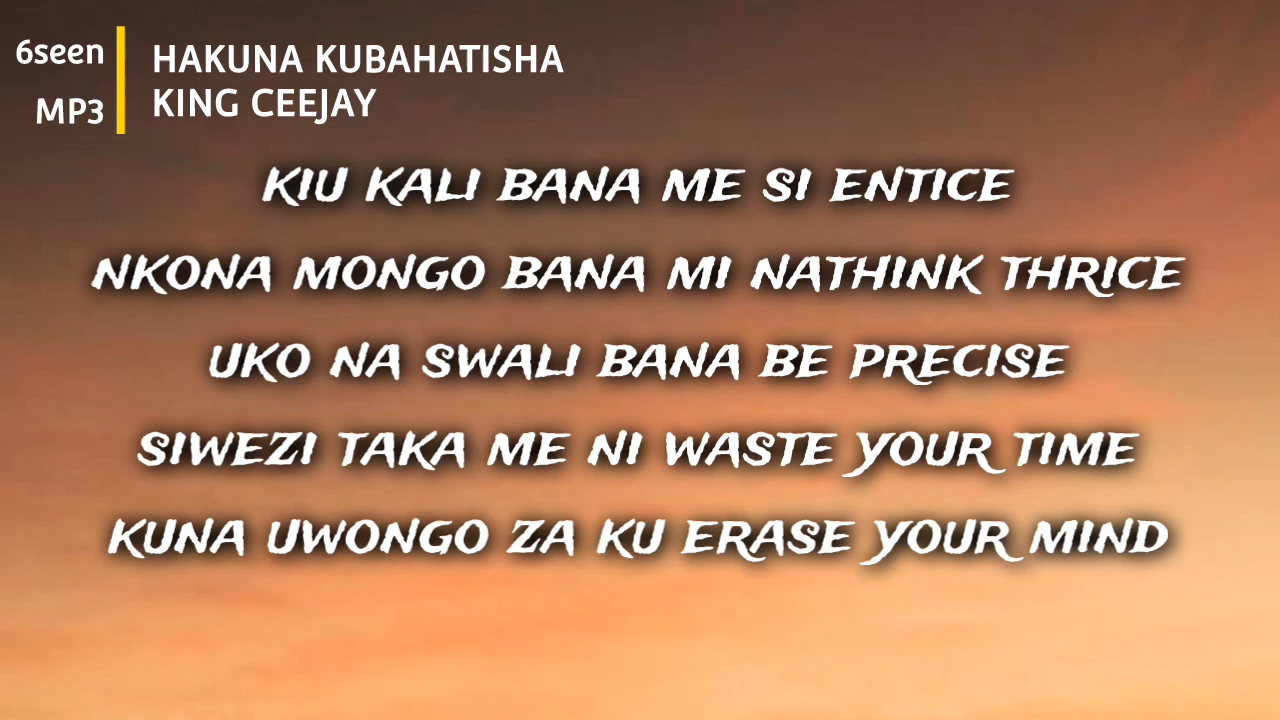 6seen
MP3
HAKUNA KUBAHATISHA
KING CEEJAY
KIU KALI BANA ME SI ENTICE
NKONA MONGO BANA MI NATHINK THRICE
UKO NA SWALI BANA BE PRECISE
SIWEZI TAKA ME NI WASTE YOUR TIME
KUNA UWONGO ZA KU ERASE YOUR MIND